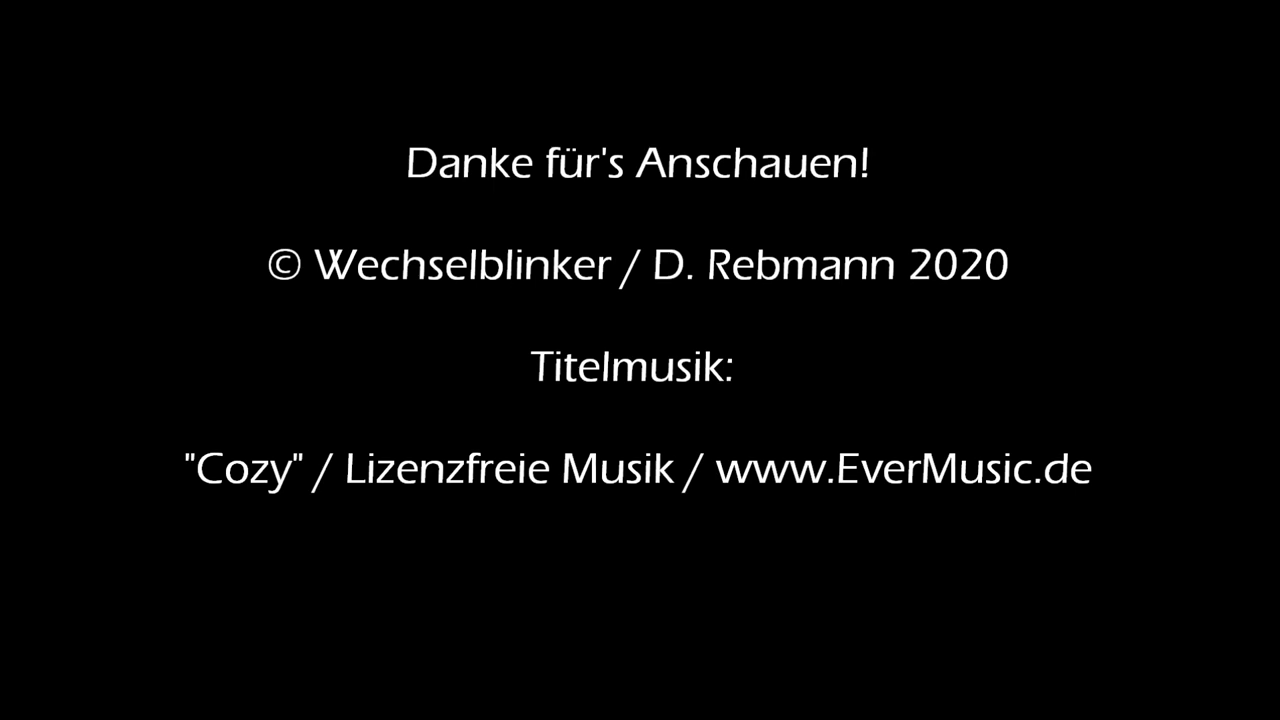 Danke für's Anschauen!
© Wechselblinker / D. Rebmann 2020
Titelmusik:
"Cozy" / Lizenzfreie Musik / www.EverMusic.de